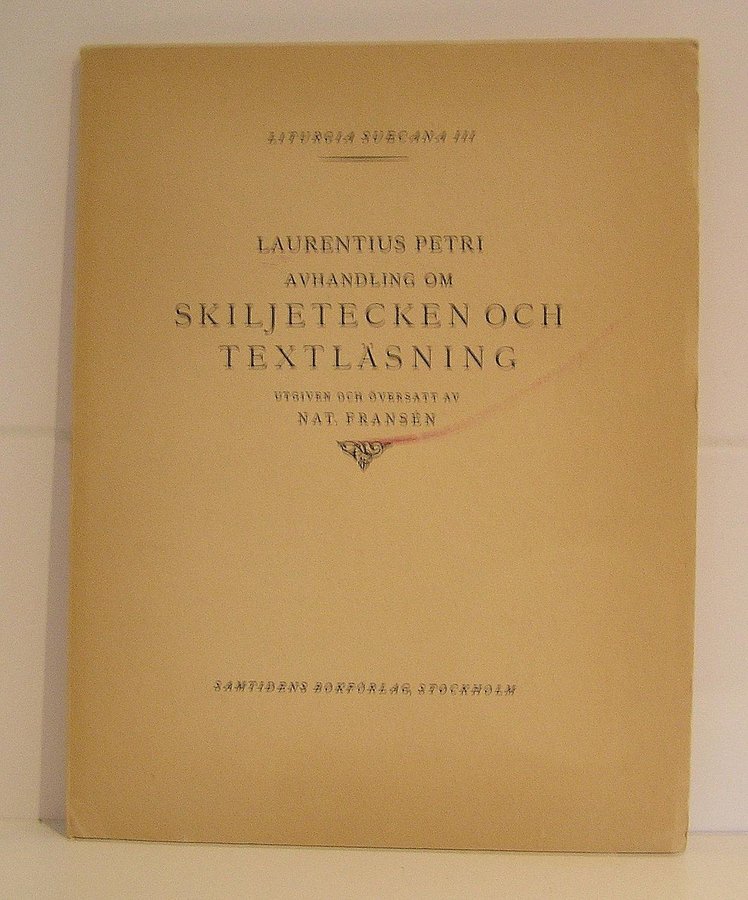 LITURGIA SUECANA III
LAURENTIUS PETRI
AVHANDLING OM
SKILJETECKEN OCH
TEXTLÄSNING
UTGIVEN OCH ÖVERSATT AV
NAT. FRANSÉN
SAMTIDENS BOKFÖRLAG, STOCKHOLM